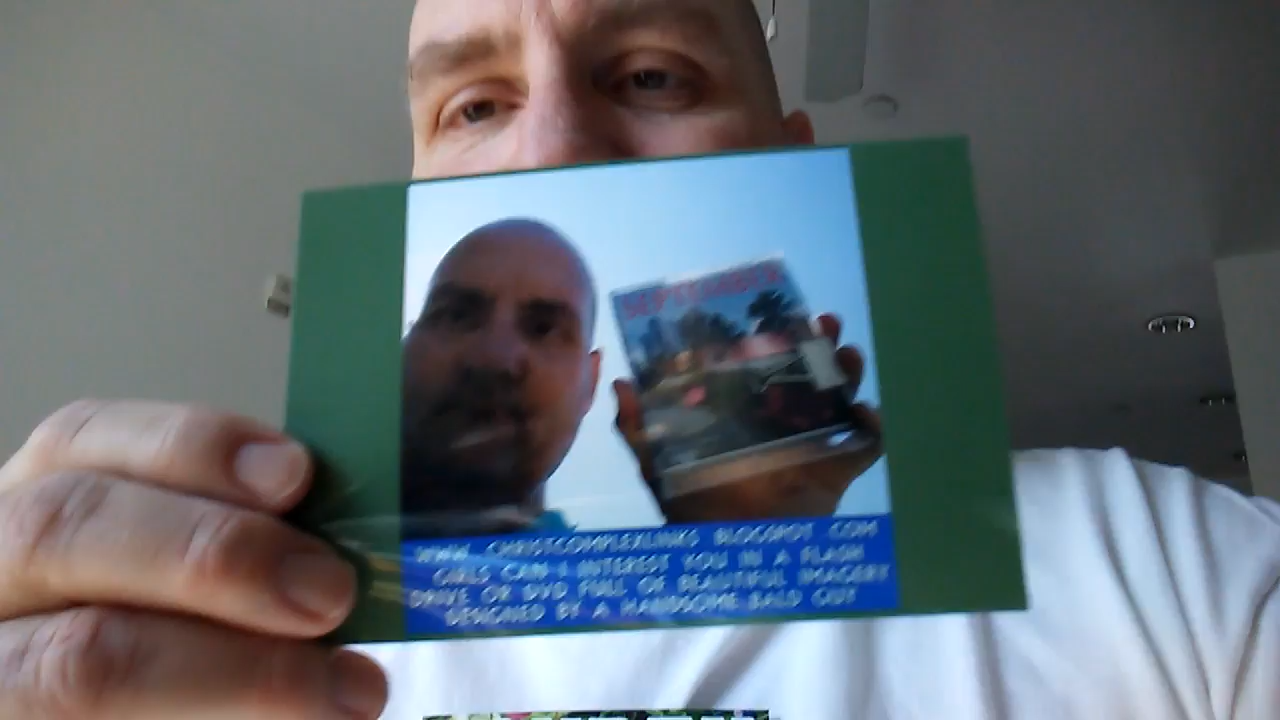 SEPTEMBER
WWW. CHRISTCOMPLEXLINKS BLOGSPOT. COM
GIRLS CAN I INTEREST YOU IN A FLASH
DRIVE OR DVD FULL OF BEAUTIFUL IMAGERY
DESIGNED BY A HANDSOME BALD GUY